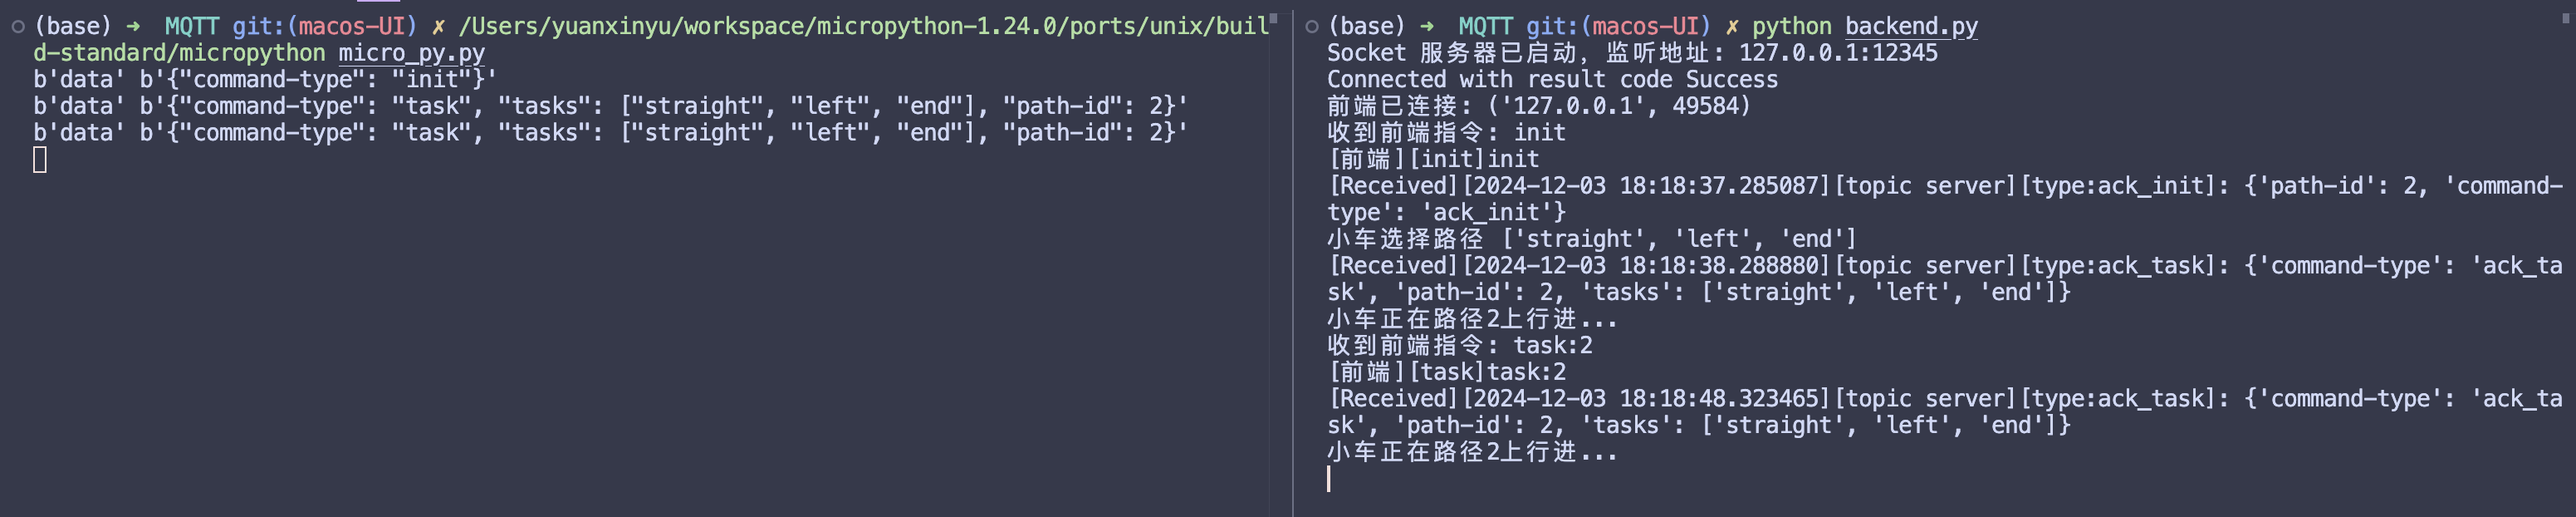 (base) ➜ MQTT git:(macos-UI) ✗ /Users/yuanxinyu/workspace/micropython-1.24.0/ports/unix/buil
d-standard/micropython micro_py.py
b'data' b'{"command-type": "init"}'
b'data' b'{"command-type": "task", "tasks": ["straight", "left", "end"], "path-id": 2}'
b'data' b'{"command-type": "task", "tasks": ["straight", "left", "end"], "path-id": 2}'
(base) ➜ MQTT git:(macos-UI) ✗ python backend.py
Socket 服务器已启动，监听地址: 127.0.0.1:12345
Connected with result code Success
前端已连接: ('127.0.0.1', 49584)
收到前端指令: init
[前端][init]init
[Received][2024-12-03 18:18:37.285087][topic server][type:ack_init]: {'path-id': 2, 'command-
type': 'ack_init'}
小车选择路径 ['straight', 'left', 'end']
[Received][2024-12-03 18:18:38.288880][topic server][type:ack_task]: {'command-type': 'ack_ta
sk', 'path-id': 2, 'tasks': ['straight', 'left', 'end']}
小车正在路径2上行进...
收到前端指令: task:2
[前端][task]task:2
[Received][2024-12-03 18:18:48.323465][topic server][type:ack_task]: {'command-type': 'ack_ta
sk', 'path-id': 2, 'tasks': ['straight', 'left', 'end']}
小车正在路径2上行进...